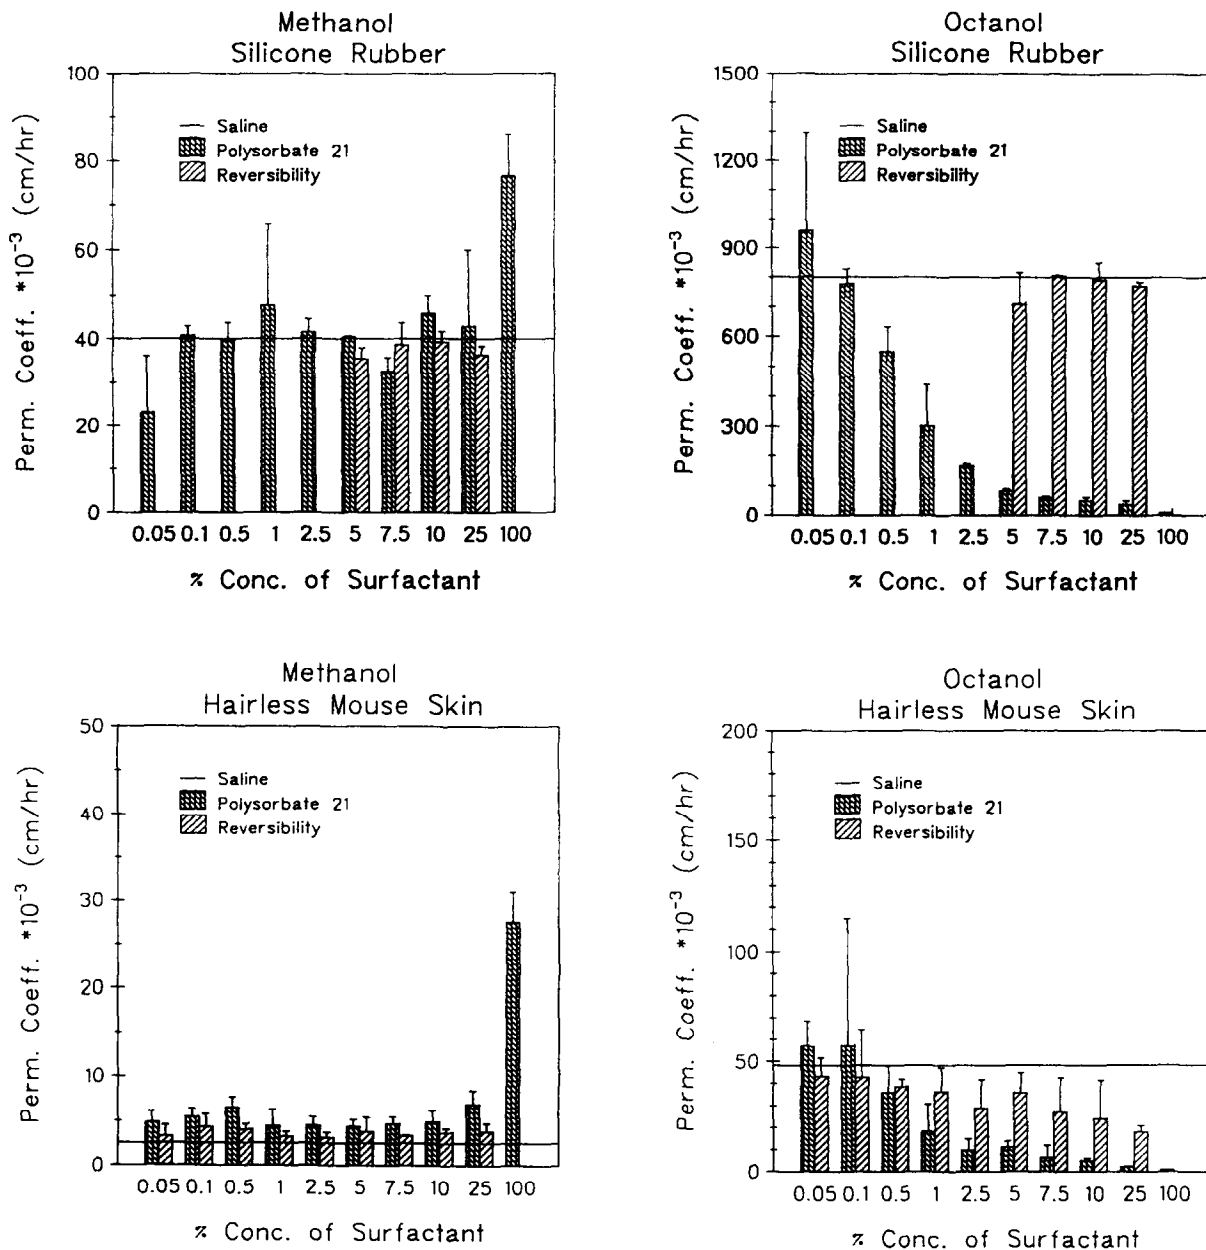 Methanol
Silicone Rubber
Perm. Coeff. *10⁻³ (cm/hr)
100
80
60
40
20
0
— Saline
Polysorbate 21
Reversibility
0.05 0.1 0.5 1 2.5 5 7.5 10 25 100
% Conc. of Surfactant
Octanol
Silicone Rubber
Perm. Coeff. *10⁻³ (cm/hr)
1500
1200
900
600
300
0
— Saline
Polysorbate 21
Reversibility
0.05 0.1 0.5 1 2.5 5 7.5 10 25 100
% Conc. of Surfactant
Methanol
Hairless Mouse Skin
Perm. Coeff. *10⁻³ (cm/hr)
50
40
30
20
10
0
— Saline
Polysorbate 21
Reversibility
0.05 0.1 0.5 1 2.5 5 7.5 10 25 100
% Conc. of Surfactant
Octanol
Hairless Mouse Skin
Perm. Coeff. *10⁻³ (cm/hr)
200
150
100
50
0
— Saline
Polysorbate 21
Reversibility
0.05 0.1 0.5 1 2.5 5 7.5 10 25 100
% Conc. of Surfactant